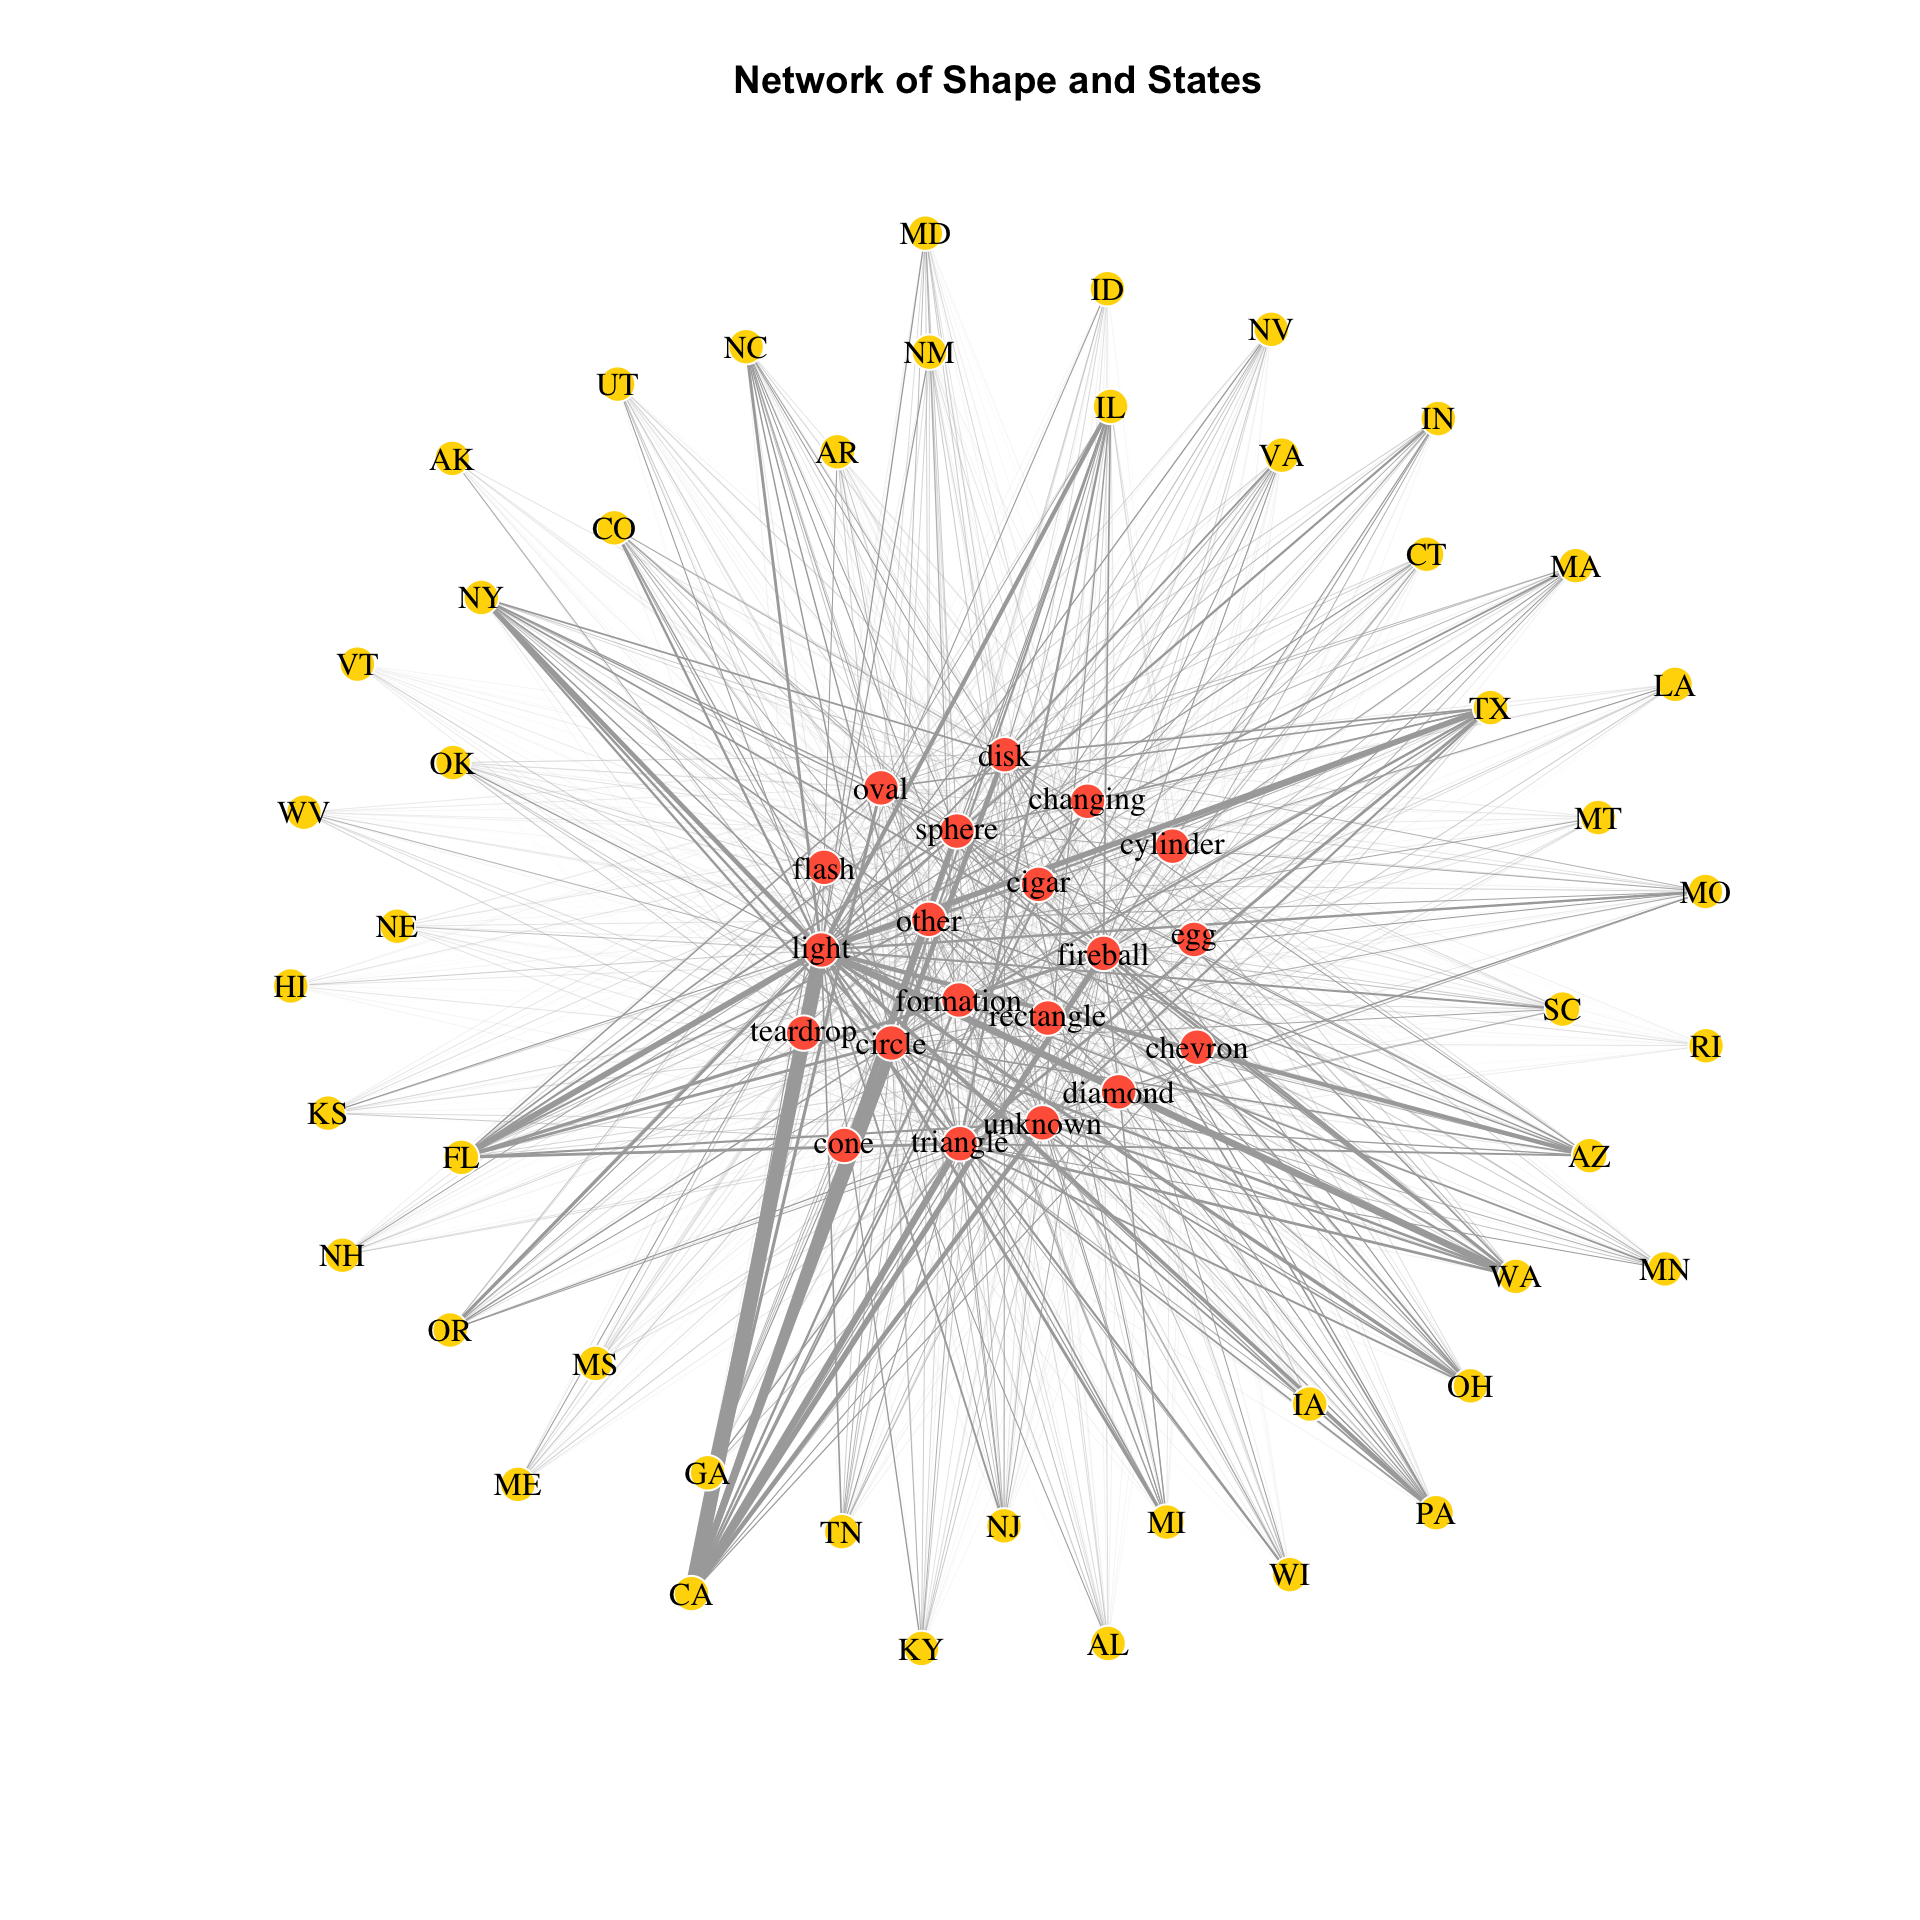 Network of Shape and States
MD
ID
NV
NC
NM
UT
IL
IN
AR
VA
AK
CO
CT
MA
NY
VT
LA
TX
disk
OK
oval
changing
WV
MT
sphere
cylinder
flash
cigar
MO
other
NE
egg
light
fireball
HI
formation
SC
rectangle
teardrop
circle
chevron
RI
diamond
KS
unknown
cone
triangle
FL
AZ
NH
MN
WA
OR
MS
OH
IA
GA
ME
PA
MI
NJ
TN
WI
CA
AL
KY